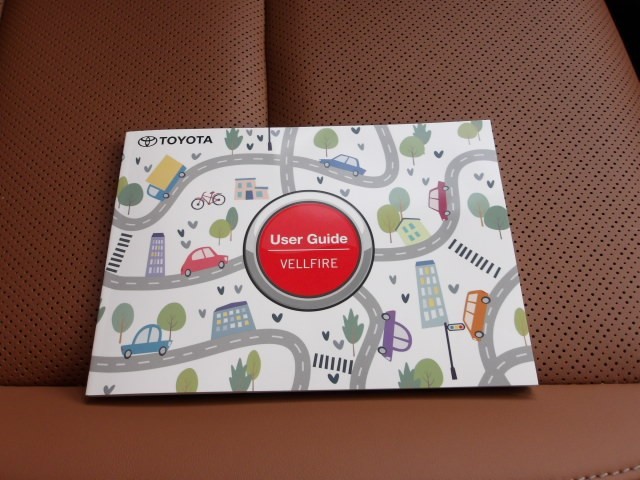 TOYOTA
User Guide
VELLFIRE